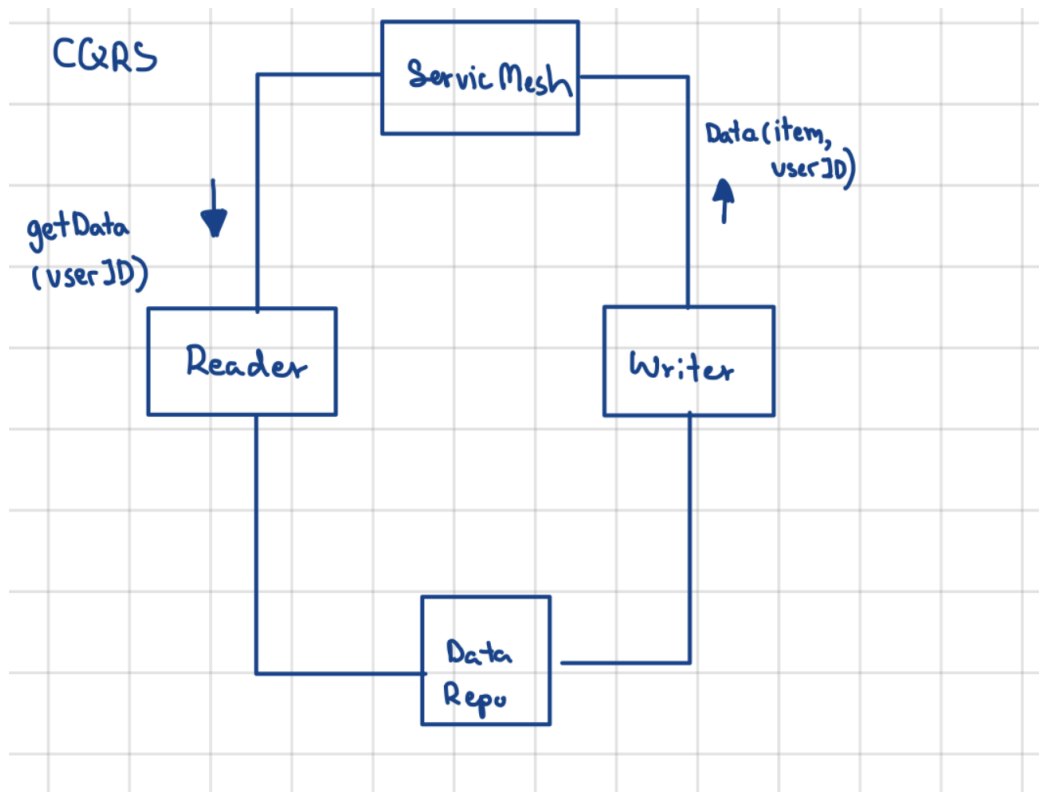 CQRS
ServicMesh
Data(item,
userID)
getData
(userID)
Reader
Writer
Data
Repo